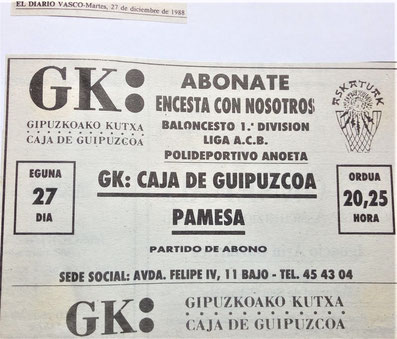 EL DIARIO VASCO-Martes, 27 de diciembre de 1988
GK:
GIPUZKOAKO KUTXA
CAJA DE GUIPUZCOA
ABONATE
ENCESTA CON NOSOTROS
BALONCESTO 1.ª DIVISION
LIGA A.C.B.
POLIDEPORTIVO ANOETA
ASKATUAK
EGUNA
27
DIA
GK: CAJA DE GUIPUZCOA
PAMESA
PARTIDO DE ABONO
ORDUA
20,25
HORA
SEDE SOCIAL: AVDA. FELIPE IV, 11 BAJO - TEL. 45 43 04
GK:
GIPUZKOAKO KUTXA
CAJA DE GUIPUZCOA